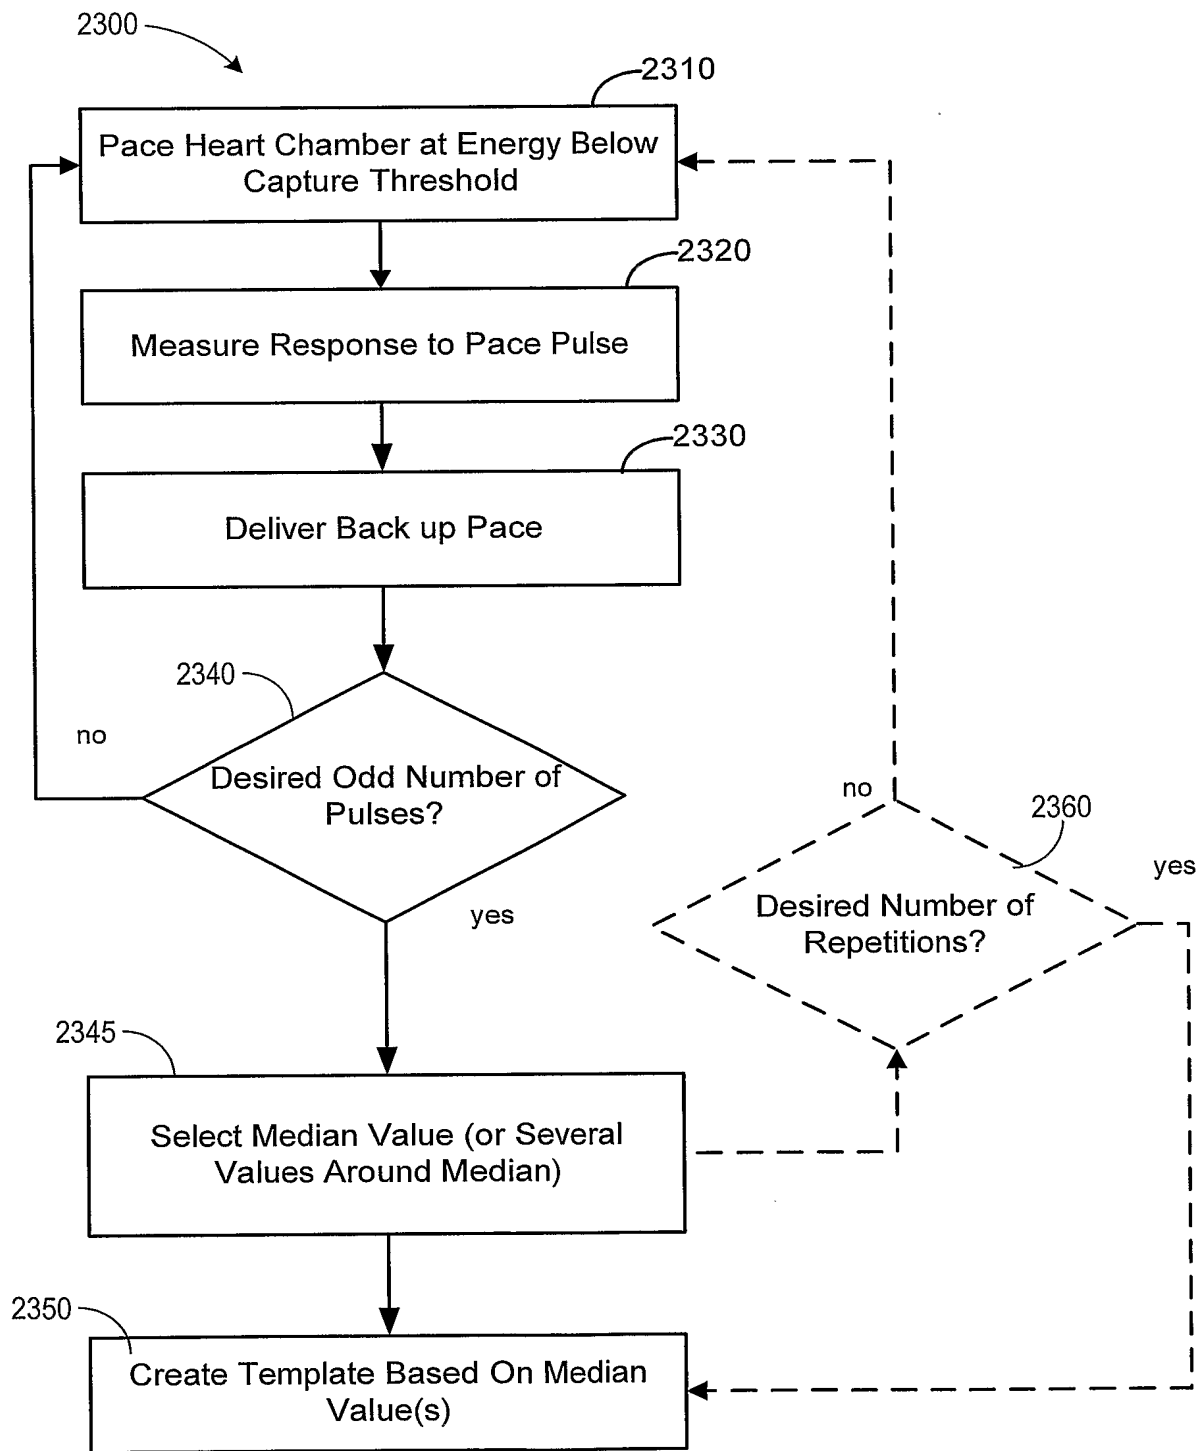 2300
2310
Pace Heart Chamber at Energy Below
Capture Threshold
2320
Measure Response to Pace Pulse
2330
Deliver Back up Pace
2340
no
Desired Odd Number of
Pulses?
yes
no
2360
yes
Desired Number of
Repetitions?
2345
Select Median Value (or Several
Values Around Median)
2350
Create Template Based On Median
Value(s)